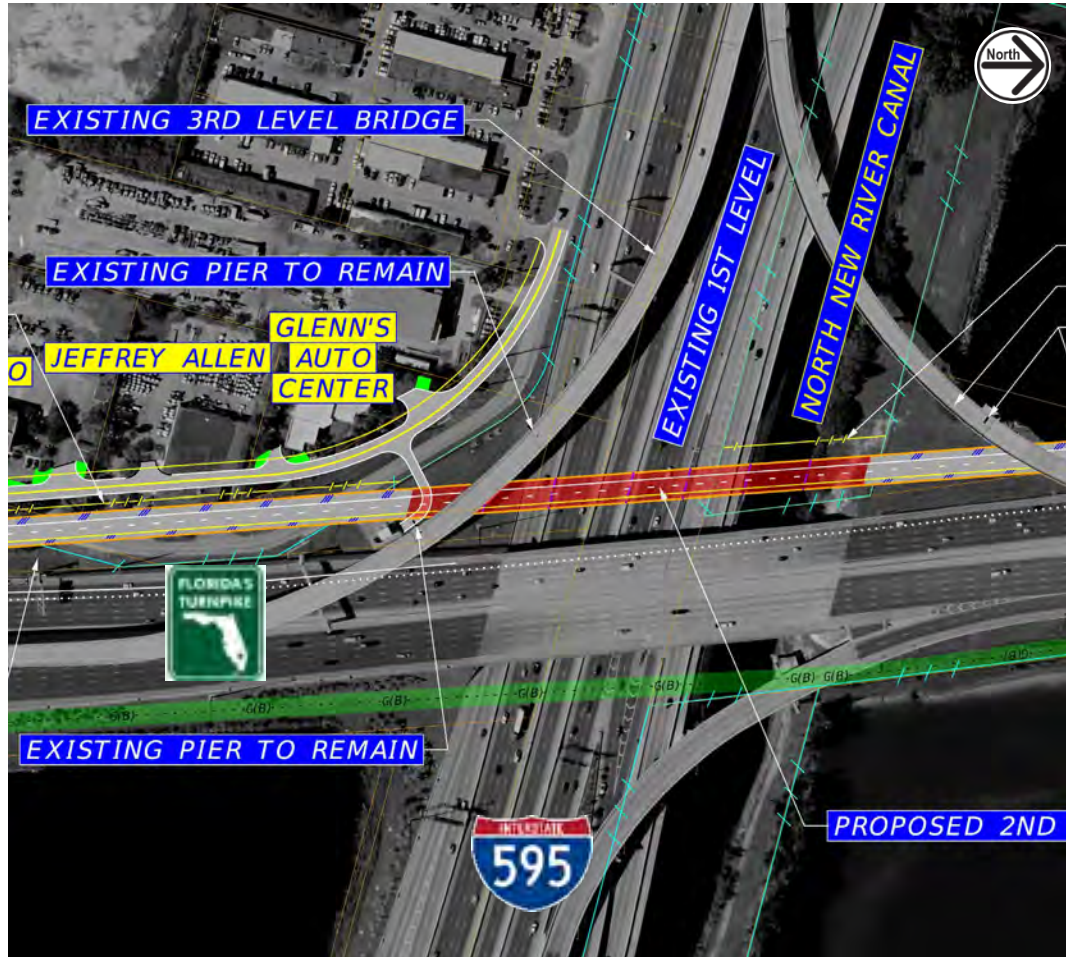 North
EXISTING 3RD LEVEL BRIDGE
EXISTING PIER TO REMAIN
EXISTING 1ST LEVEL
NORTH NEW RIVER CANAL
GLENN'S
AUTO
CENTER
JEFFREY ALLEN
O
FLORIDA'S
TURNPIKE
-G(B)-
-G(B)-
-G(B)-
-G(B)-
-G(B)-
-G(B)-
-G(B)-
EXISTING PIER TO REMAIN
PROPOSED 2ND
INTERSTATE
595